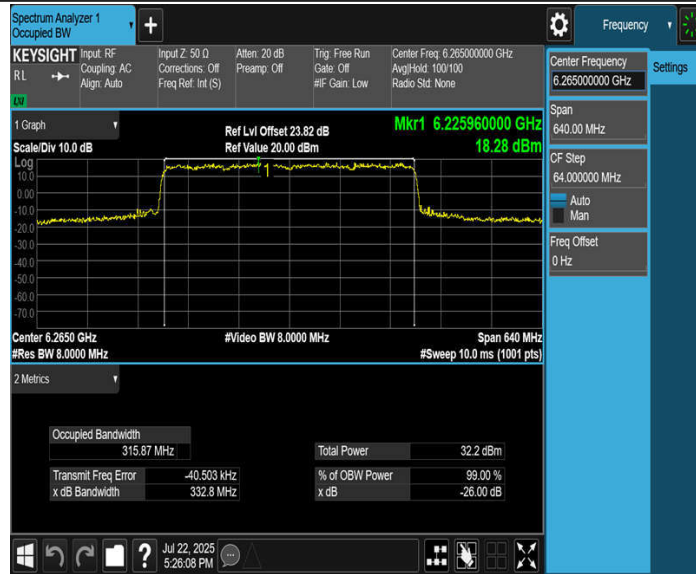 Spectrum Analyzer 1
Occupied BW
+
Frequency
KEYSIGHT
RL
LXI
Input: RF
Coupling: AC
Align: Auto
Input Z: 50 Ω
Corrections: Off
Freq Ref: Int (S)
Atten: 20 dB
Preamp: Off
Trig: Free Run
Gate: Off
#IF Gain: Low
Center Freq: 6.265000000 GHz
Avg|Hold: 100/100
Radio Std: None
Center Frequency
6.265000000 GHz
Settings
Span
640.00 MHz
CF Step
64.000000 MHz
Auto
Man
Freq Offset
0 Hz
1 Graph
Scale/Div 10.0 dB
Ref Lvl Offset 23.82 dB
Ref Value 20.00 dBm
Mkr1 6.225960000 GHz
18.28 dBm
Log
10.0
0.00
-10.0
-20.0
-30.0
-40.0
-50.0
-60.0
-70.0
1
Center 6.2650 GHz
#Res BW 8.0000 MHz
#Video BW 8.0000 MHz
Span 640 MHz
#Sweep 10.0 ms (1001 pts)
2 Metrics
Occupied Bandwidth
315.87 MHz
Transmit Freq Error -40.503 kHz
x dB Bandwidth 332.8 MHz
Total Power 32.2 dBm
% of OBW Power 99.00 %
x dB -26.00 dB
?
Jul 22, 2025
5:26:08 PM